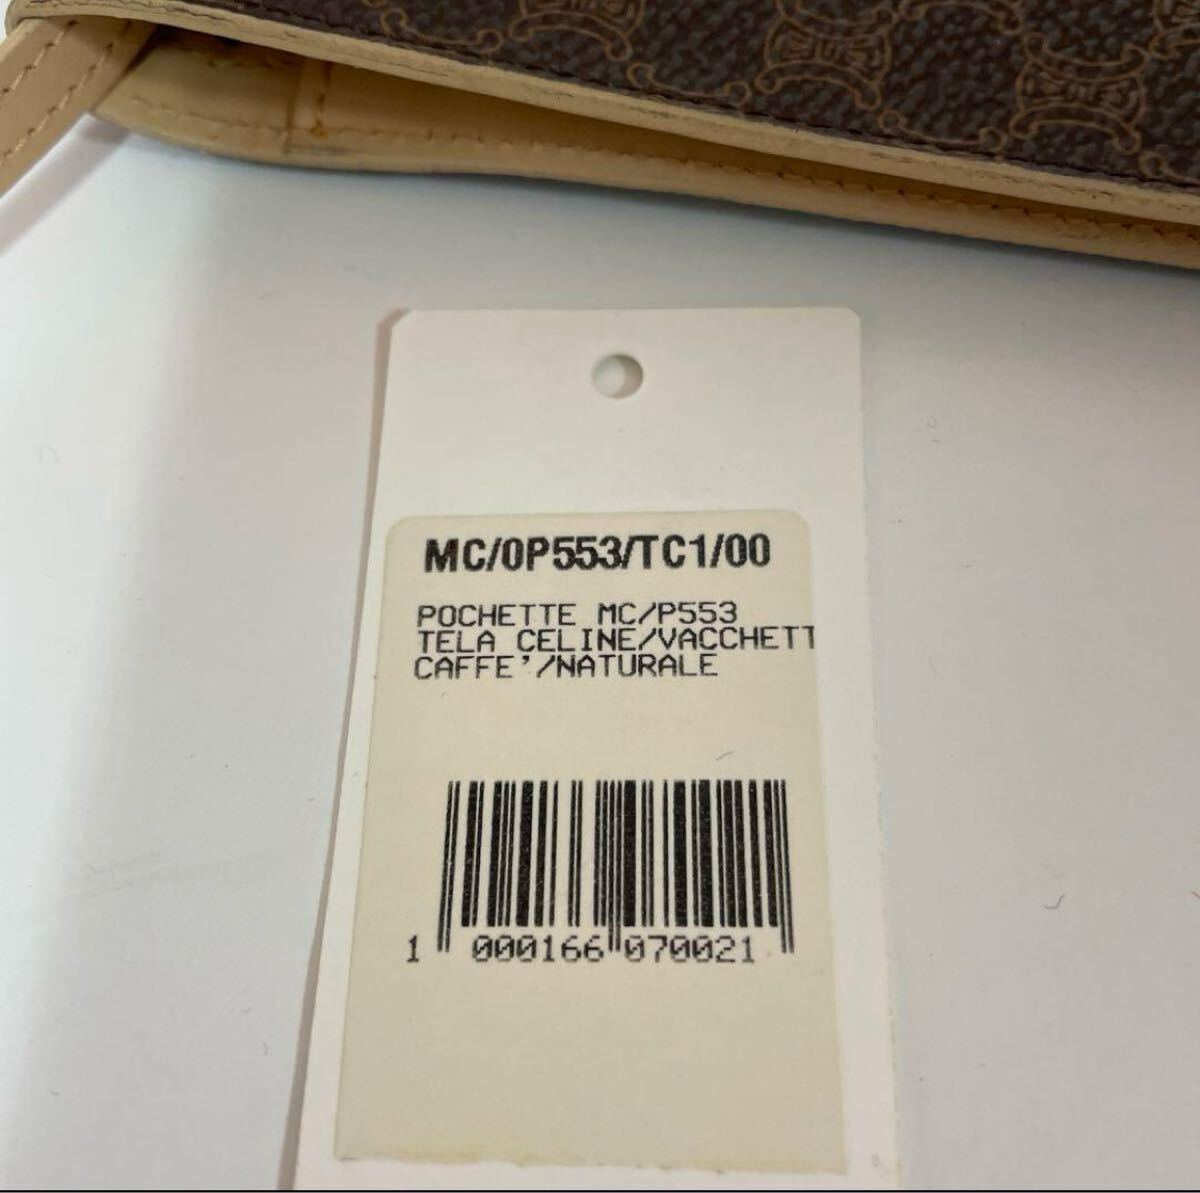 MC/0P553/TC1/00
POCHETTE MC/P553
TELA CELINE/VACCHETT
CAFFE'/NATURALE
1 000166 070021